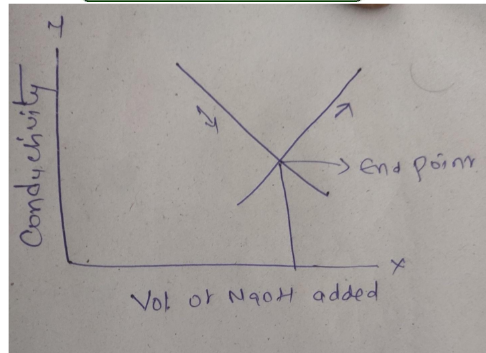 Conductivity
End point
X
Vol of NaOH added